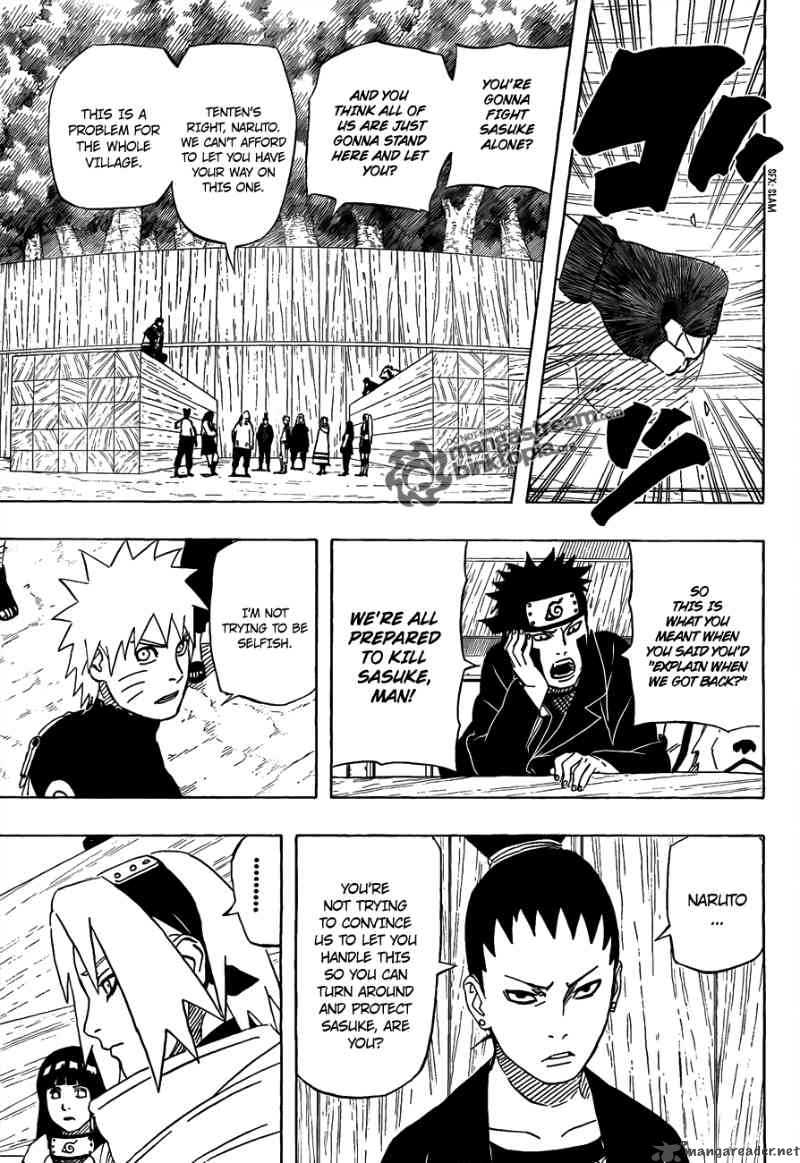 コッ
SFX: SLAM
YOU'RE
GONNA
FIGHT
SASUKE
ALONE?
AND YOU
THINK ALL OF
US ARE JUST
GONNA STAND
HERE AND LET
YOU?
TENTEN'S
RIGHT, NARUTO.
WE CAN'T AFFORD
TO LET YOU HAVE
YOUR WAY ON
THIS ONE.
THIS IS A
PROBLEM FOR
THE WHOLE
VILLAGE.
mangastream.com
binktopia
SO
THIS IS
WHAT YOU
MEANT WHEN
YOU SAID YOU'D
"EXPLAIN WHEN
WE GOT BACK?"
WE'RE ALL
PREPARED
TO KILL
SASUKE,
MAN!
I'M NOT
TRYING TO BE
SELFISH.
NARUTO
...
YOU'RE
NOT TRYING
TO CONVINCE
US TO LET YOU
HANDLE THIS
SO YOU CAN
TURN AROUND
AND PROTECT
SASUKE, ARE
YOU?
........
mangareader.net